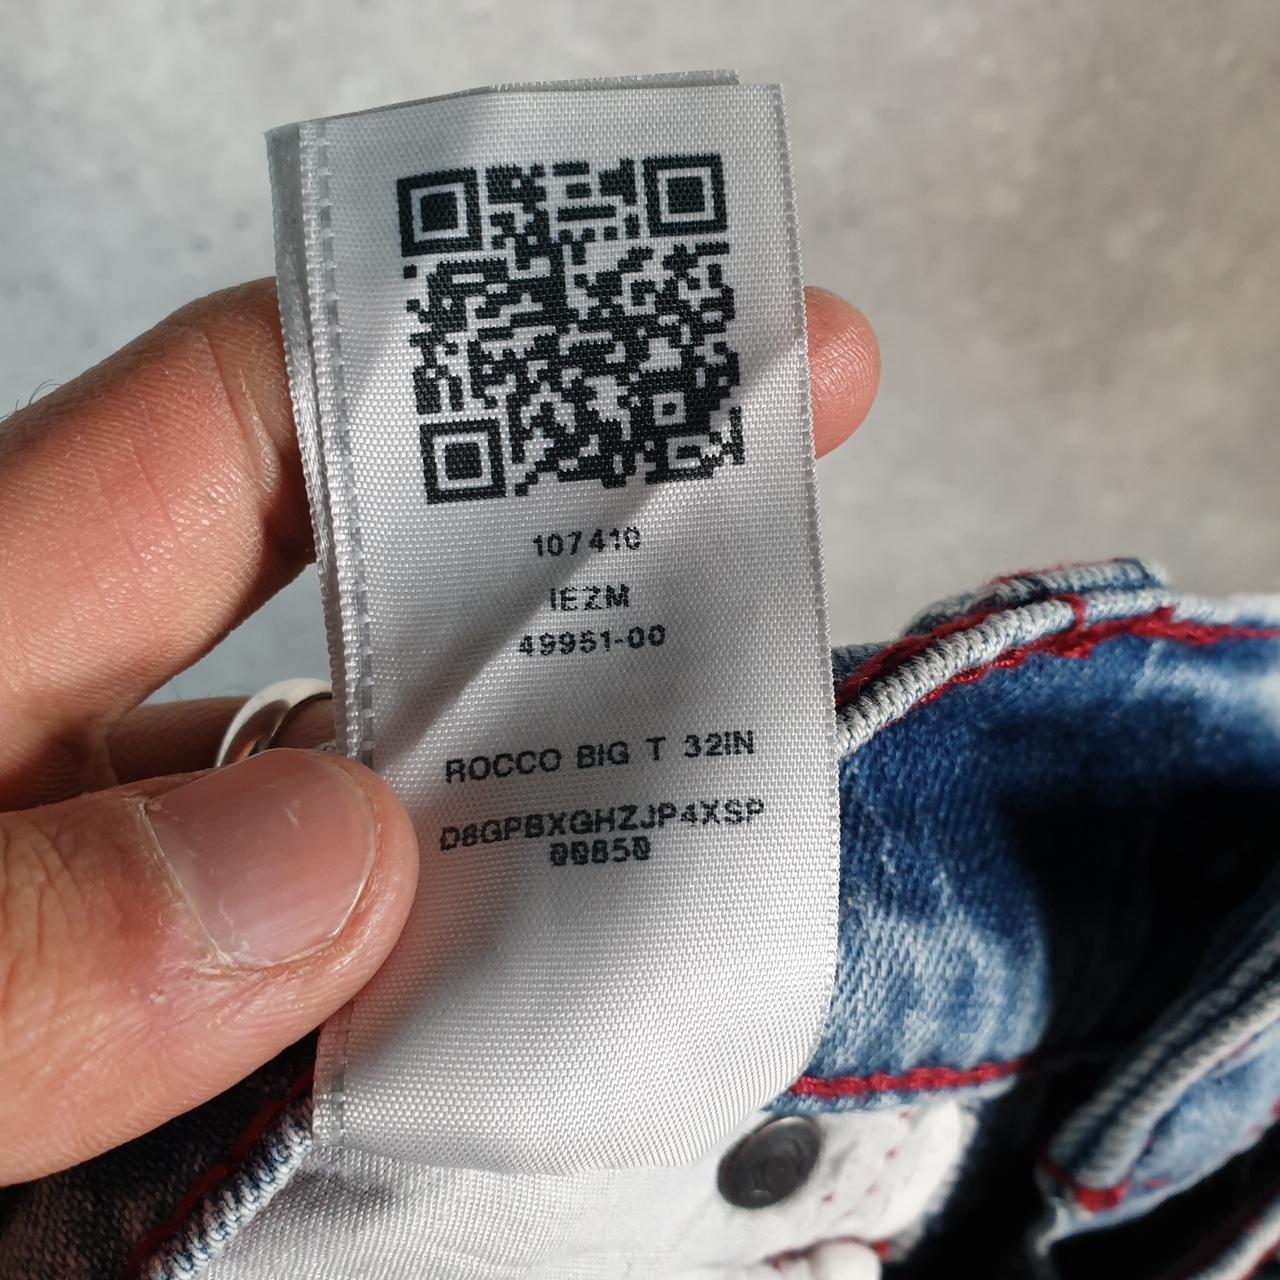 107410
IEZM
49951-00
ROCCO BIG T 32IN
D8GPBXGHZJP4XSP
00850